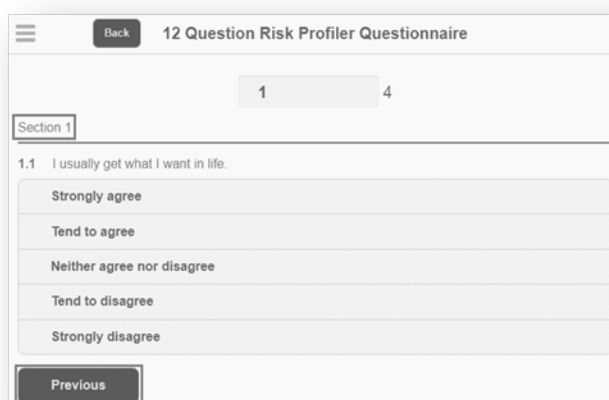 Back 12 Question Risk Profiler Questionnaire
1 4
Section 1
1.1 I usually get what I want in life.
Strongly agree
Tend to agree
Neither agree nor disagree
Tend to disagree
Strongly disagree
Previous